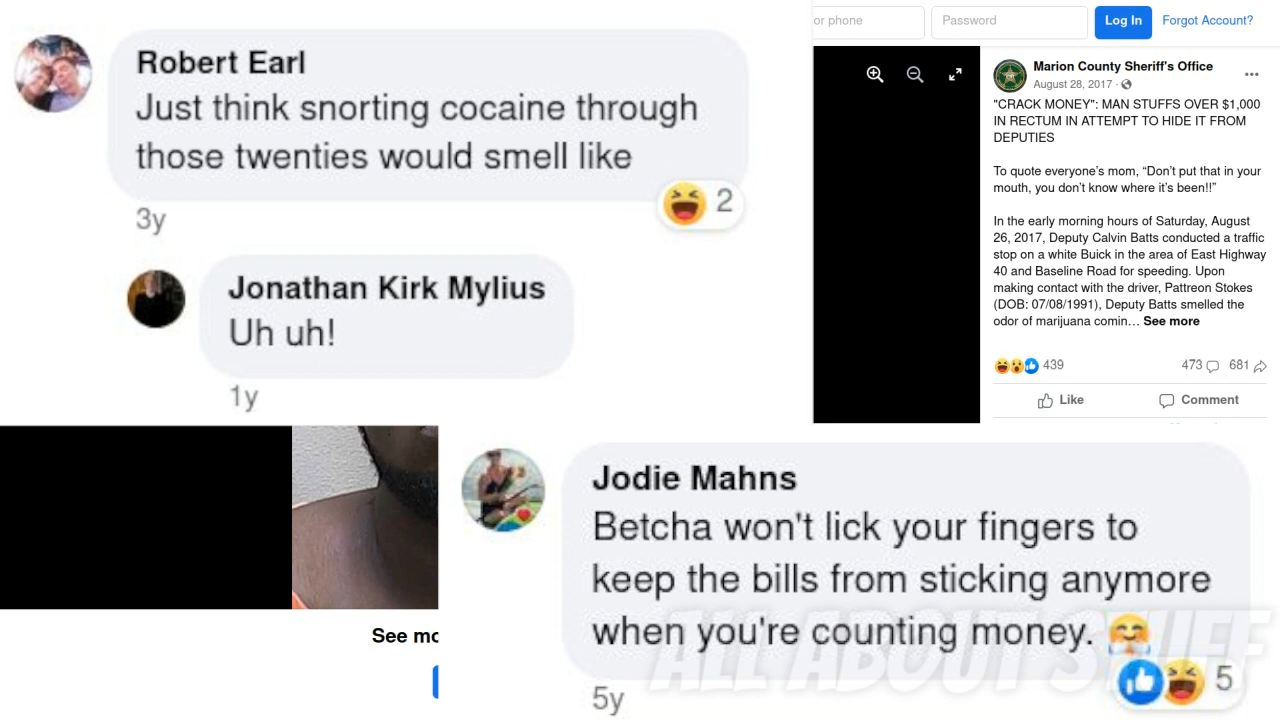 Robert Earl
Just think snorting cocaine through
those twenties would smell like
2
3y
Jonathan Kirk Mylius
Uh uh!
1y
or phone
Password
Log In
Forgot Account?
Marion County Sheriff's Office
August 28, 2017 ·
"CRACK MONEY": MAN STUFFS OVER $1,000
IN RECTUM IN ATTEMPT TO HIDE IT FROM
DEPUTIES
To quote everyone's mom, “Don’t put that in your
mouth, you don’t know where it’s been!!”
In the early morning hours of Saturday, August
26, 2017, Deputy Calvin Batts conducted a traffic
stop on a white Buick in the area of East Highway
40 and Baseline Road for speeding. Upon
making contact with the driver, Pattreon Stokes
(DOB: 07/08/1991), Deputy Batts smelled the
odor of marijuana comin… See more
439
473
681
Like
Comment
See mo
Jodie Mahns
Betcha won't lick your fingers to
keep the bills from sticking anymore
when you're counting money.
5
5y
ALL ABOUT STUFF